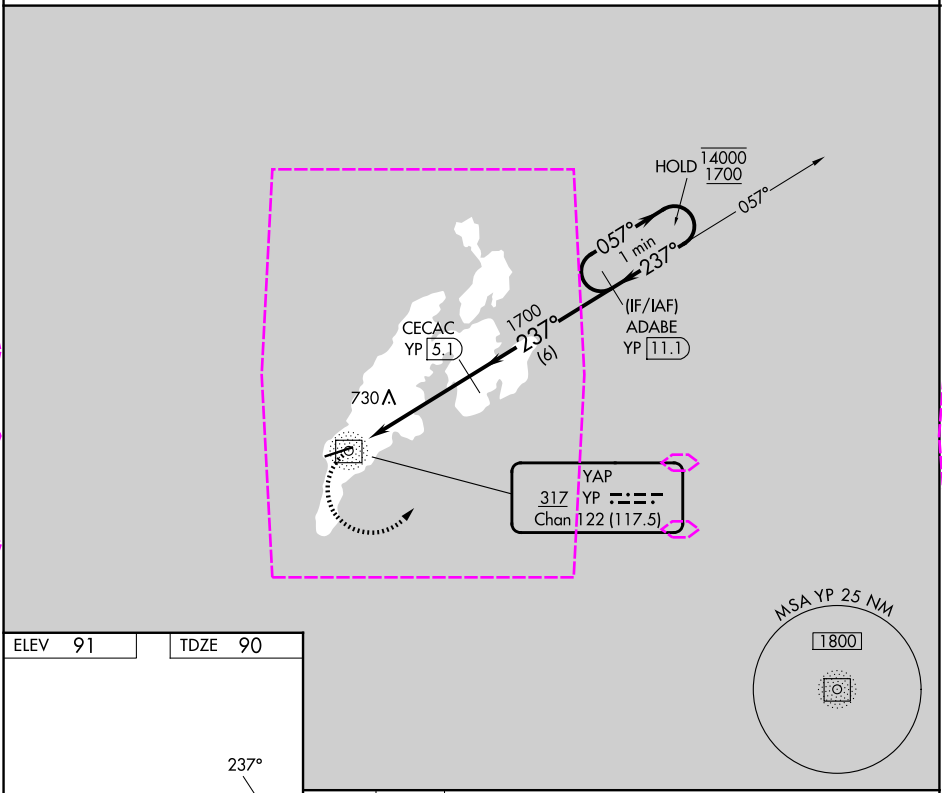 HOLD 14000
1700
057°
057°
1 min
237°
(IF/IAF)
ADABE
YP 11.1
1700
237°
(6)
CECAC
YP 5.1
730
YAP
317 YP
Chan 122 (117.5)
MSA YP 25 NM
1800
ELEV 91
TDZE 90
237°